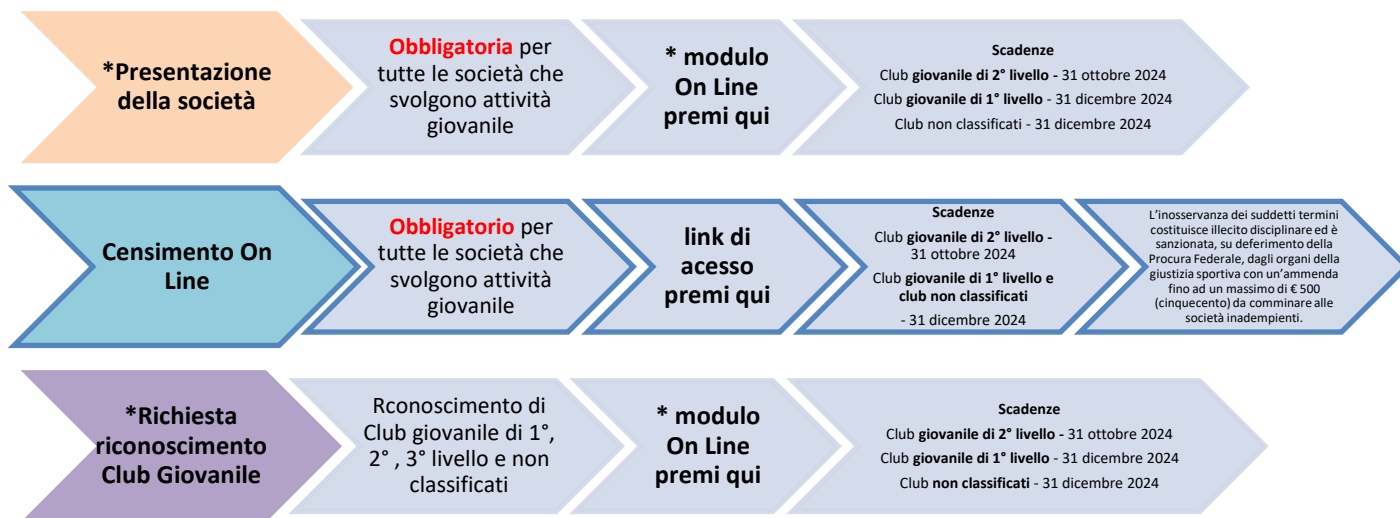 *Presentazione
della società
Obbligatoria per
tutte le società che
svolgono attività
giovanile
* modulo
On Line
premi qui
Scadenze
Club giovanile di 2° livello - 31 ottobre 2024
Club giovanile di 1° livello - 31 dicembre 2024
Club non classificati - 31 dicembre 2024
Censimento On
Line
Obbligatorio per
tutte le società che
svolgono attività
giovanile
link di
acesso
premi qui
Scadenze
Club giovanile di 2° livello -
31 ottobre 2024
Club giovanile di 1° livello e
club non classificati
- 31 dicembre 2024
L'inosservanza dei suddetti termini
costituisce illecito disciplinare ed è
sanzionata, su deferimento della
Procura Federale, dagli organi della
giustizia sportiva con un'ammenda
fino ad un massimo di € 500
(cinquecento) da comminare alle
società inadempienti.
*Richiesta
riconoscimento
Club Giovanile
Rconoscimento di
Club giovanile di 1°,
2° , 3° livello e non
classificati
* modulo
On Line
premi qui
Scadenze
Club giovanile di 2° livello - 31 ottobre 2024
Club giovanile di 1° livello - 31 dicembre 2024
Club non classificati - 31 dicembre 2024